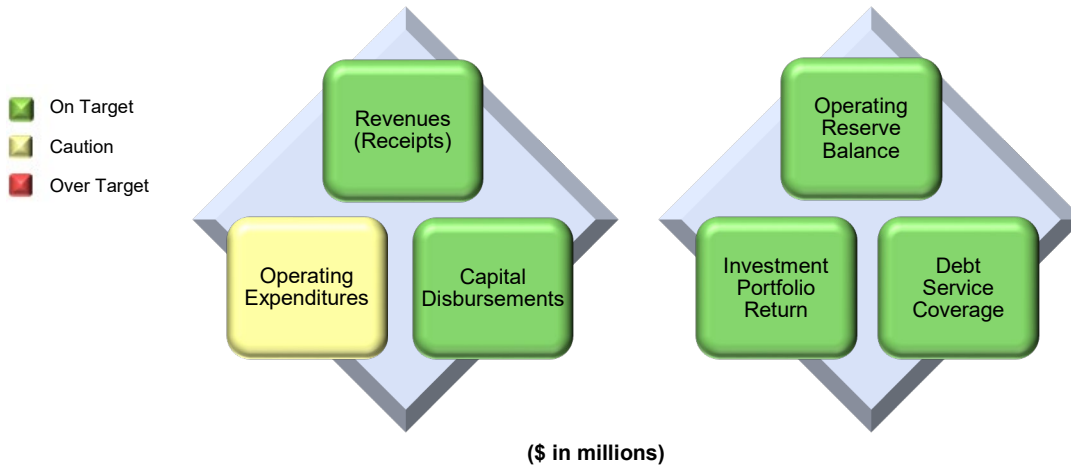 On Target
Caution
Over Target
Revenues
(Receipts)
Operating
Expenditures
Capital
Disbursements
Operating
Reserve
Balance
Investment
Portfolio
Return
Debt
Service
Coverage
($ in millions)